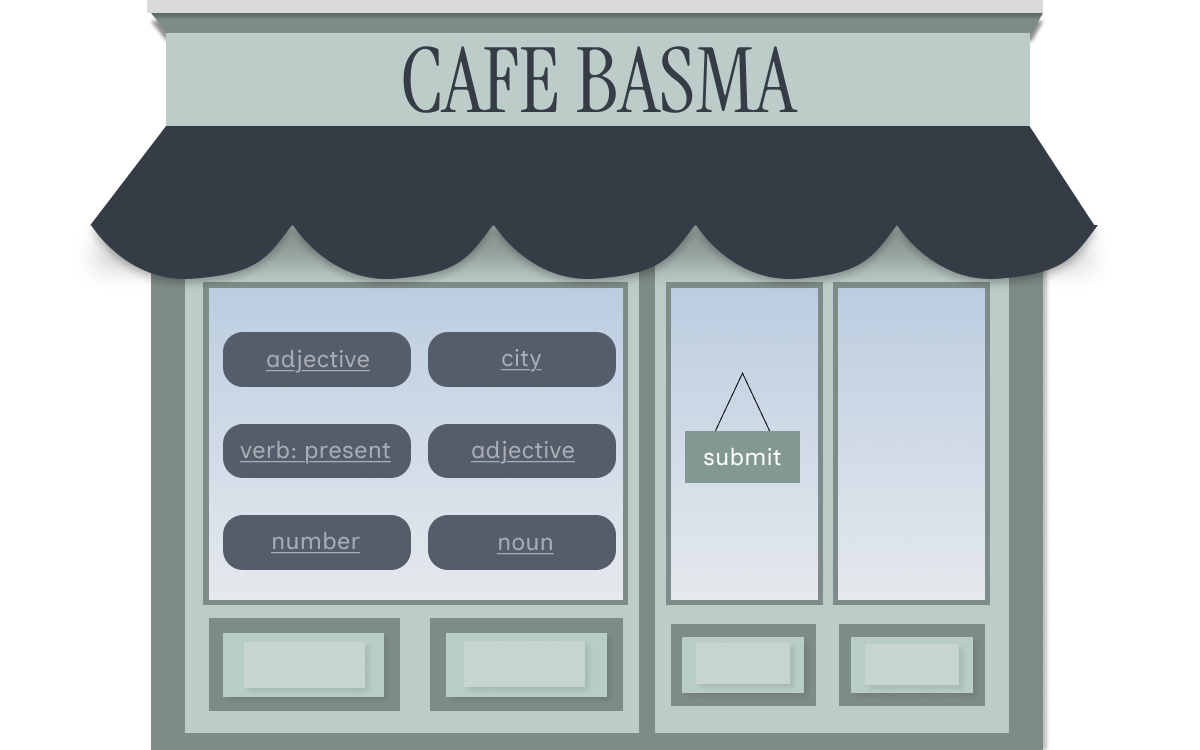 CAFE BASMA
adjective
city
verb: present
adjective
submit
number
noun